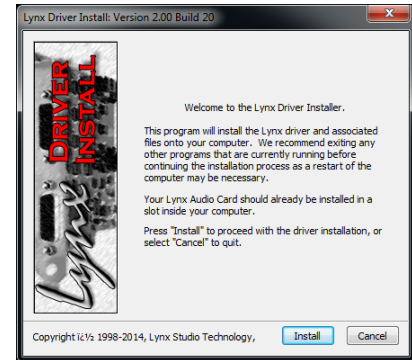 Lynx Driver Install: Version 2.00 Build 20
DRIVER
INSTALL
Lynx
Welcome to the Lynx Driver Installer.
This program will install the Lynx driver and associated
files onto your computer.  We recommend exiting any
other programs that are currently running before
continuing the installation process as a restart of the
computer may be necessary.
Your Lynx Audio Card should already be installed in a
slot inside your computer.
Press "Install" to proceed with the driver installation, or
select "Cancel" to quit.
Copyright ï¿½ 1998-2014, Lynx Studio Technology,
Install
Cancel